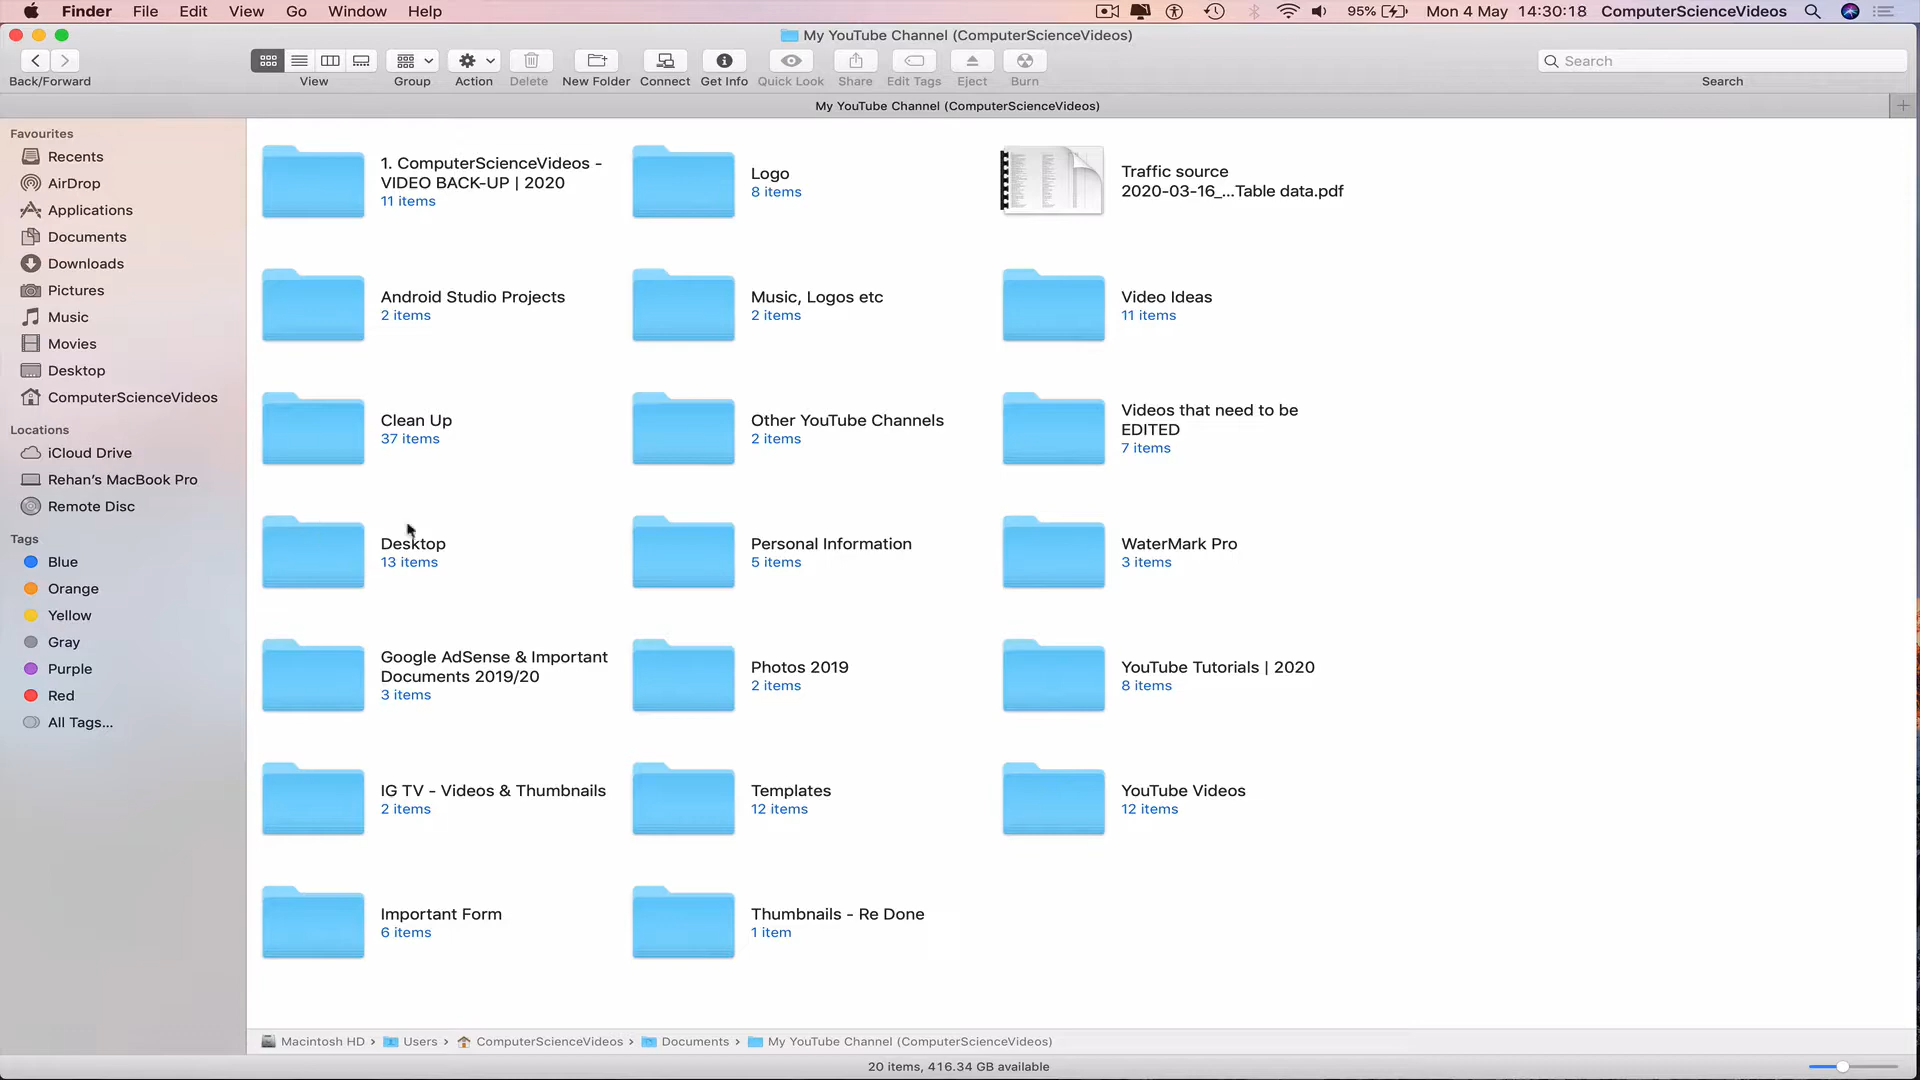 Finder File Edit View Go Window Help
95% Mon 4 May 14:30:18 ComputerScienceVideos
My YouTube Channel (ComputerScienceVideos)
Search
Back/Forward View Group Action Delete New Folder Connect Get Info Quick Look Share Edit Tags Eject Burn Search
My YouTube Channel (ComputerScienceVideos)
Favourites
Recents
AirDrop
Applications
Documents
Downloads
Pictures
Music
Movies
Desktop
ComputerScienceVideos
Locations
iCloud Drive
Rehan's MacBook Pro
Remote Disc
Tags
Blue
Orange
Yellow
Gray
Purple
Red
All Tags...
1. ComputerScienceVideos -
VIDEO BACK-UP | 2020
11 items
Logo
8 items
Traffic source
2020-03-16_...Table data.pdf
Android Studio Projects
2 items
Music, Logos etc
2 items
Video Ideas
11 items
Clean Up
37 items
Other YouTube Channels
2 items
Videos that need to be
EDITED
7 items
Desktop
13 items
Personal Information
5 items
WaterMark Pro
3 items
Google AdSense & Important
Documents 2019/20
3 items
Photos 2019
2 items
YouTube Tutorials | 2020
8 items
IG TV - Videos & Thumbnails
2 items
Templates
12 items
YouTube Videos
12 items
Important Form
6 items
Thumbnails - Re Done
1 item
Macintosh HD › Users › ComputerScienceVideos › Documents › My YouTube Channel (ComputerScienceVideos)
20 items, 416.34 GB available